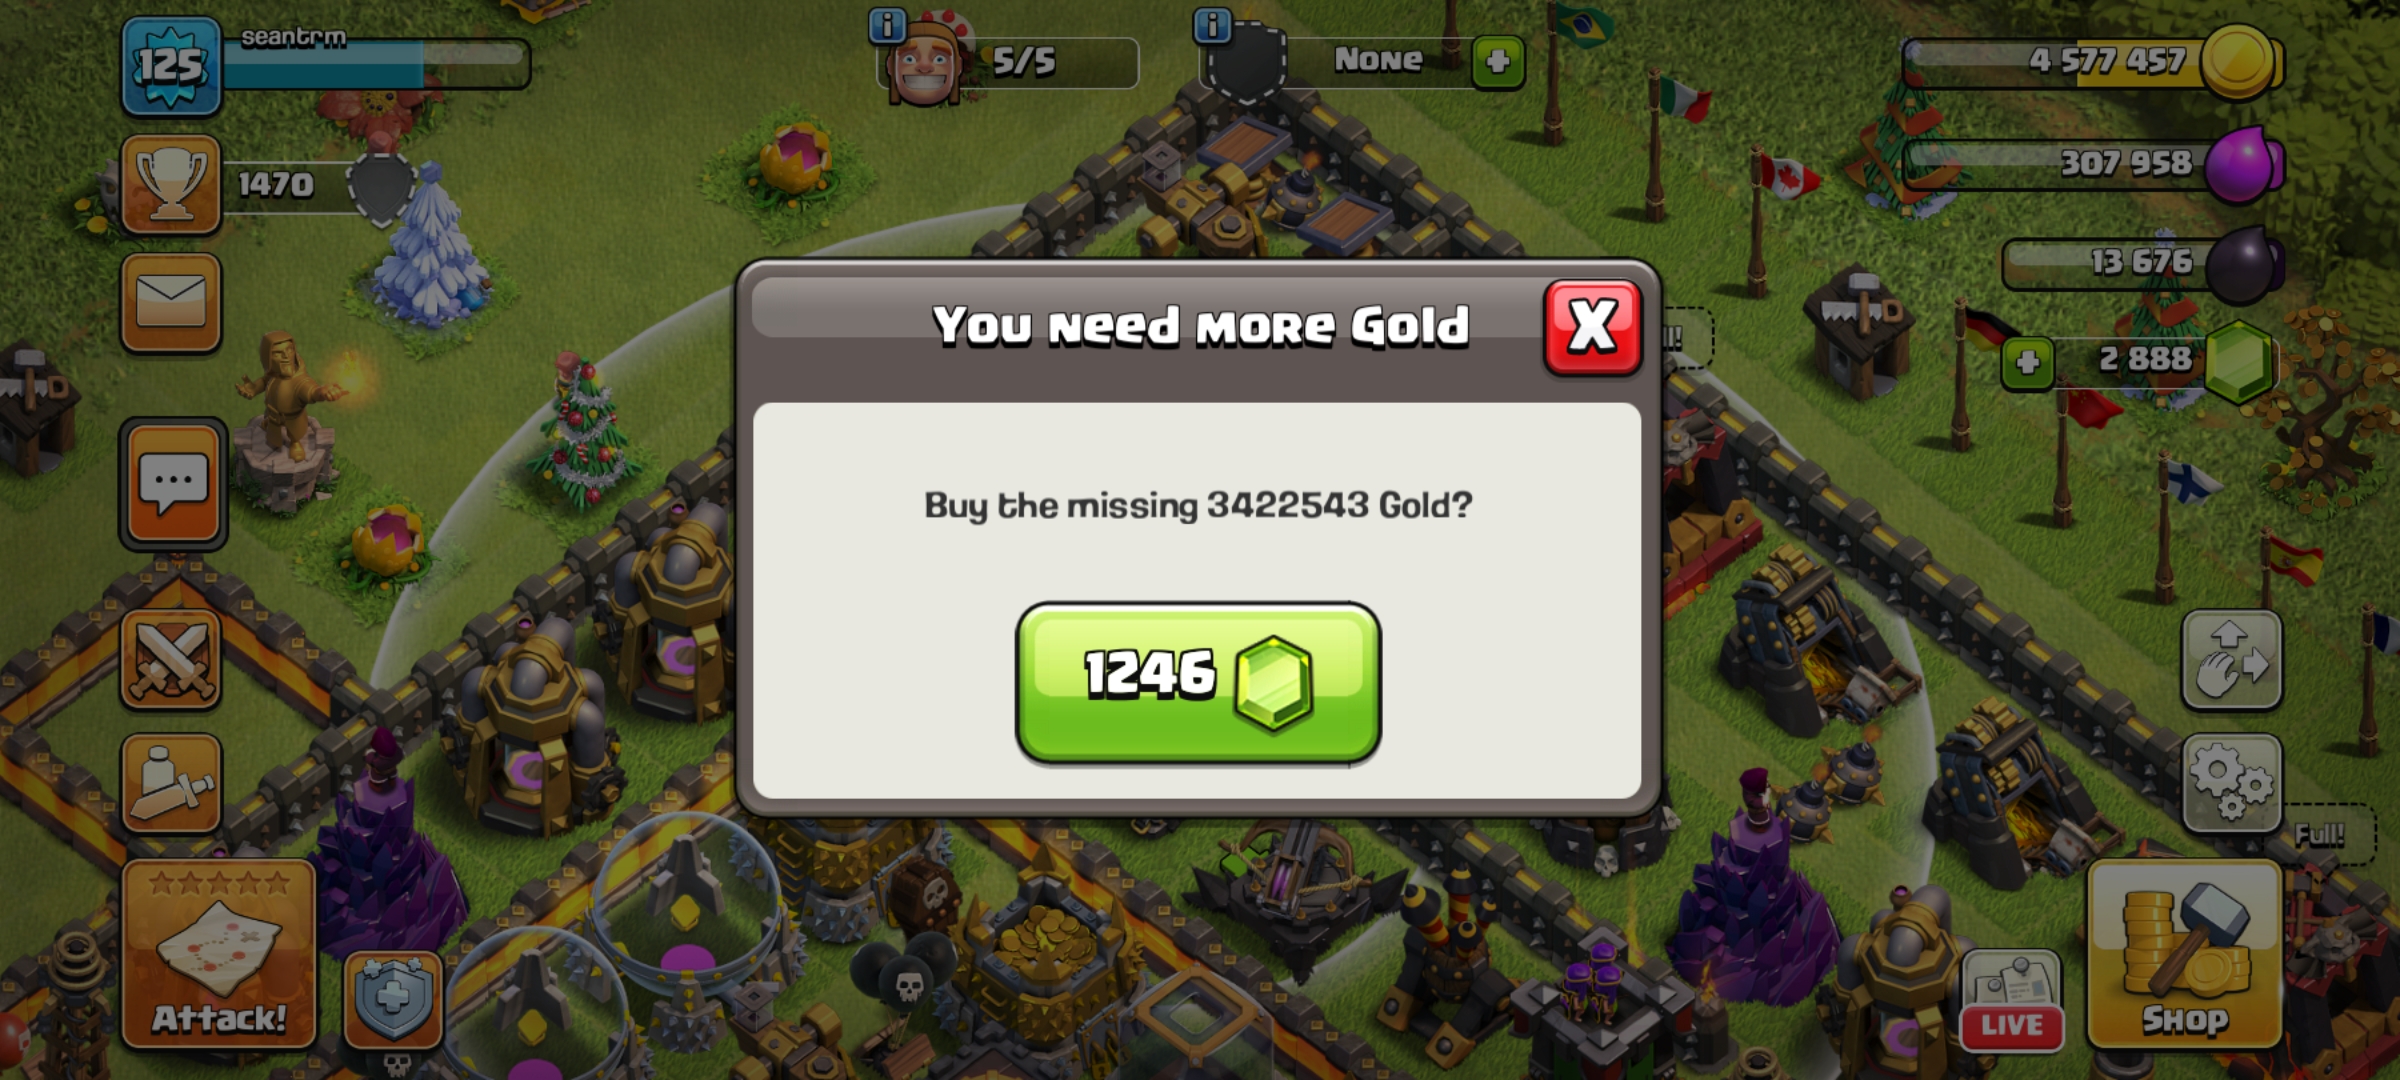 125
seantrm
5/5
None
4 577 457
1470
307 958
13 676
2 888
You need more Gold
X
ll!
Buy the missing 3422543 Gold?
1246
Full!
Attack!
LIVE
Shop